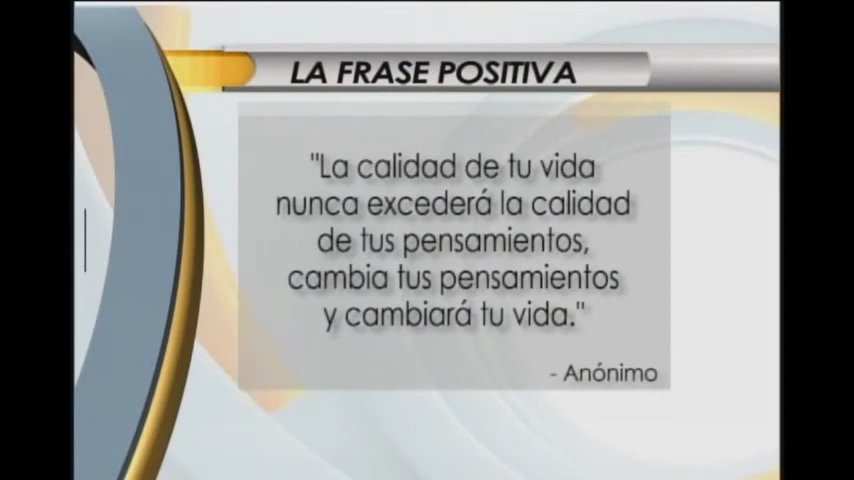 LA FRASE POSITIVA
"La calidad de tu vida
nunca excederá la calidad
de tus pensamientos,
cambia tus pensamientos
y cambiará tu vida."
- Anónimo